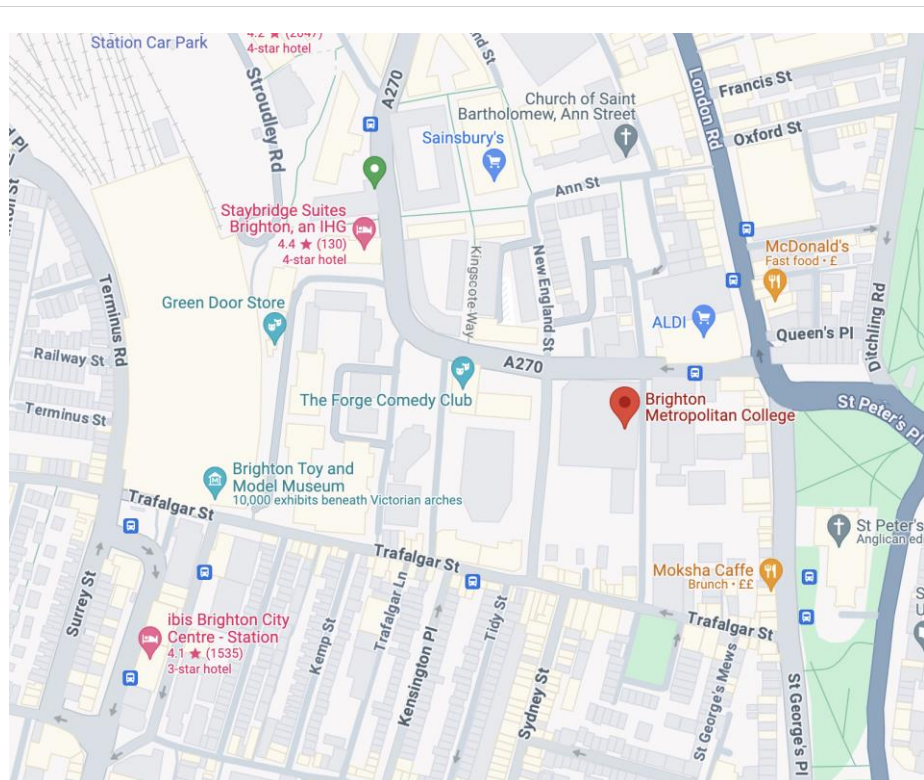 Station Car Park
4.2 ★ (2047)
4-star hotel
Stroudley Rd
A270
London Rd
Francis St
Oxford St
Church of Saint
Bartholomew, Ann Street
Sainsbury's
Ann St
Staybridge Suites
Brighton, an IHG
4.4 ★ (130)
4-star hotel
Kingscote Way
New England St
McDonald's
Fast food · £
Ditchling Rd
Terminus Rd
Green Door Store
ALDI
Queen's Pl
Railway St
A270
The Forge Comedy Club
Brighton
Metropolitan College
St Peter's Pl
Terminus St
Brighton Toy and
Model Museum
10,000 exhibits beneath Victorian arches
Trafalgar St
Trafalgar St
St Peter's
Anglican
Moksha Caffe
Brunch · ££
Surrey St
ibis Brighton City
Centre - Station
4.1 ★ (1535)
3-star hotel
Kemp St
Trafalgar Ln
Kensington Pl
Tidy St
Sydney St
Trafalgar St
St George's Mews
St George's Pl